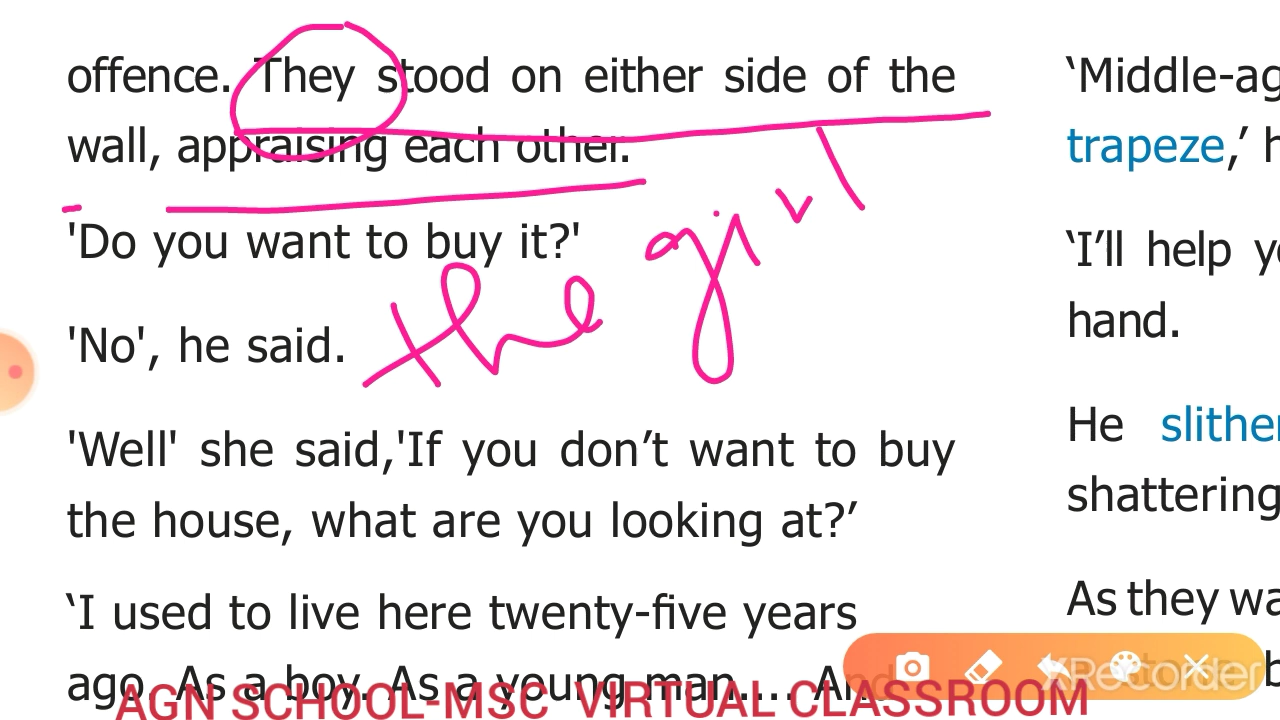 offence. They stood on either side of the
wall, appraising each other.
'Do you want to buy it?'
'No', he said.
'Well' she said,'If you don’t want to buy
the house, what are you looking at?’
‘I used to live here twenty-five years
ago. As a boy. As a young man.... And
the girl
‘Middle-ag
trapeze,’ h
‘I’ll help yo
hand.
He slither
shattering
As they wa
XRecorder
AGN SCHOOL-MSC VIRTUAL CLASSROOM